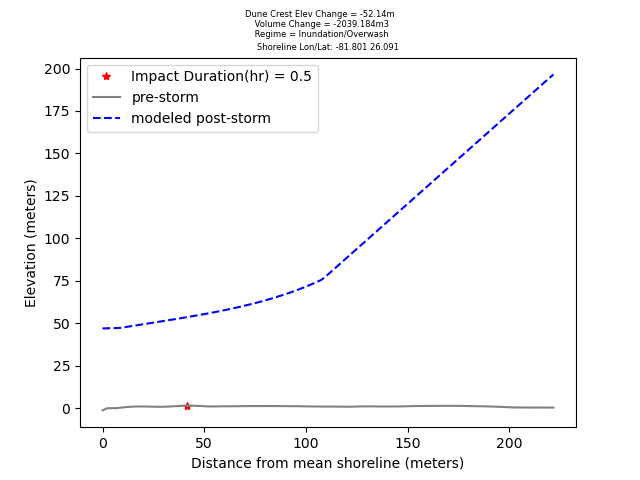 Dune Crest Elev Change = -52.14m
Volume Change = -2039.184m3
Regime = Inundation/Overwash
Shoreline Lon/Lat: -81.801 26.091
Impact Duration(hr) = 0.5
pre-storm
modeled post-storm
200
175
150
125
100
75
50
25
0
Elevation (meters)
0 50 100 150 200
Distance from mean shoreline (meters)